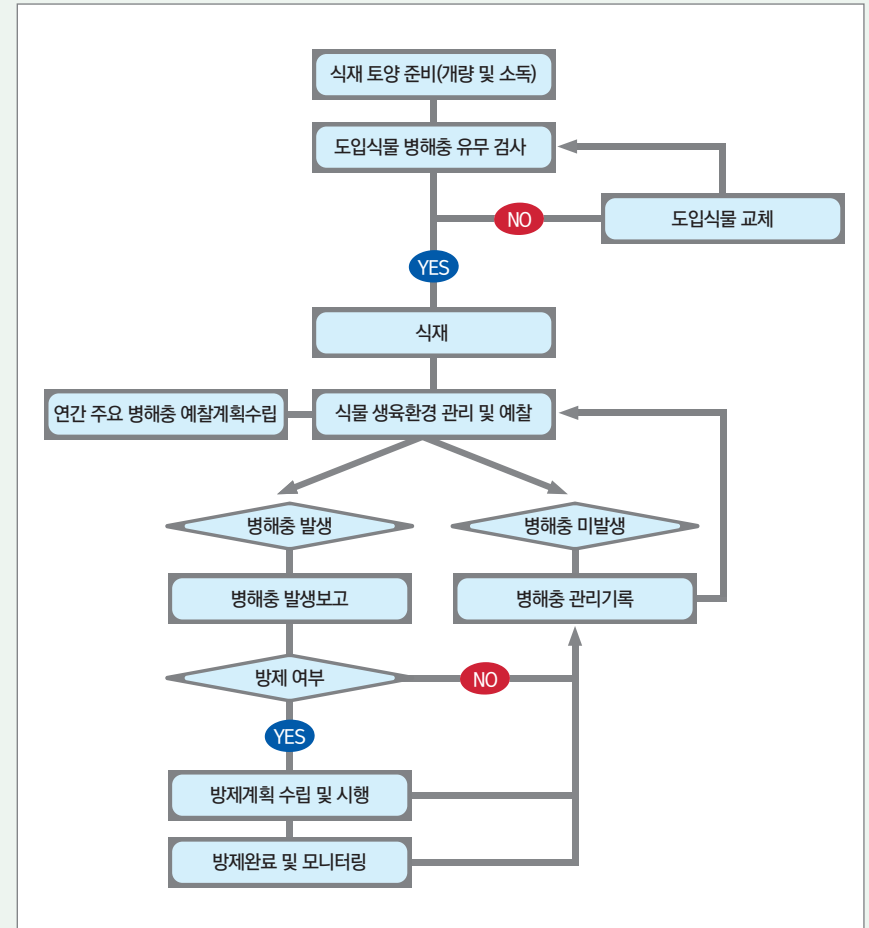 식재 토양 준비(개량 및 소독)
도입식물 병해충 유무 검사
NO
도입식물 교체
YES
식재
연간 주요 병해충 예찰계획수립
식물 생육환경 관리 및 예찰
병해충 발생
병해충 미발생
병해충 발생보고
병해충 관리기록
방제 여부
NO
YES
방제계획 수립 및 시행
방제완료 및 모니터링